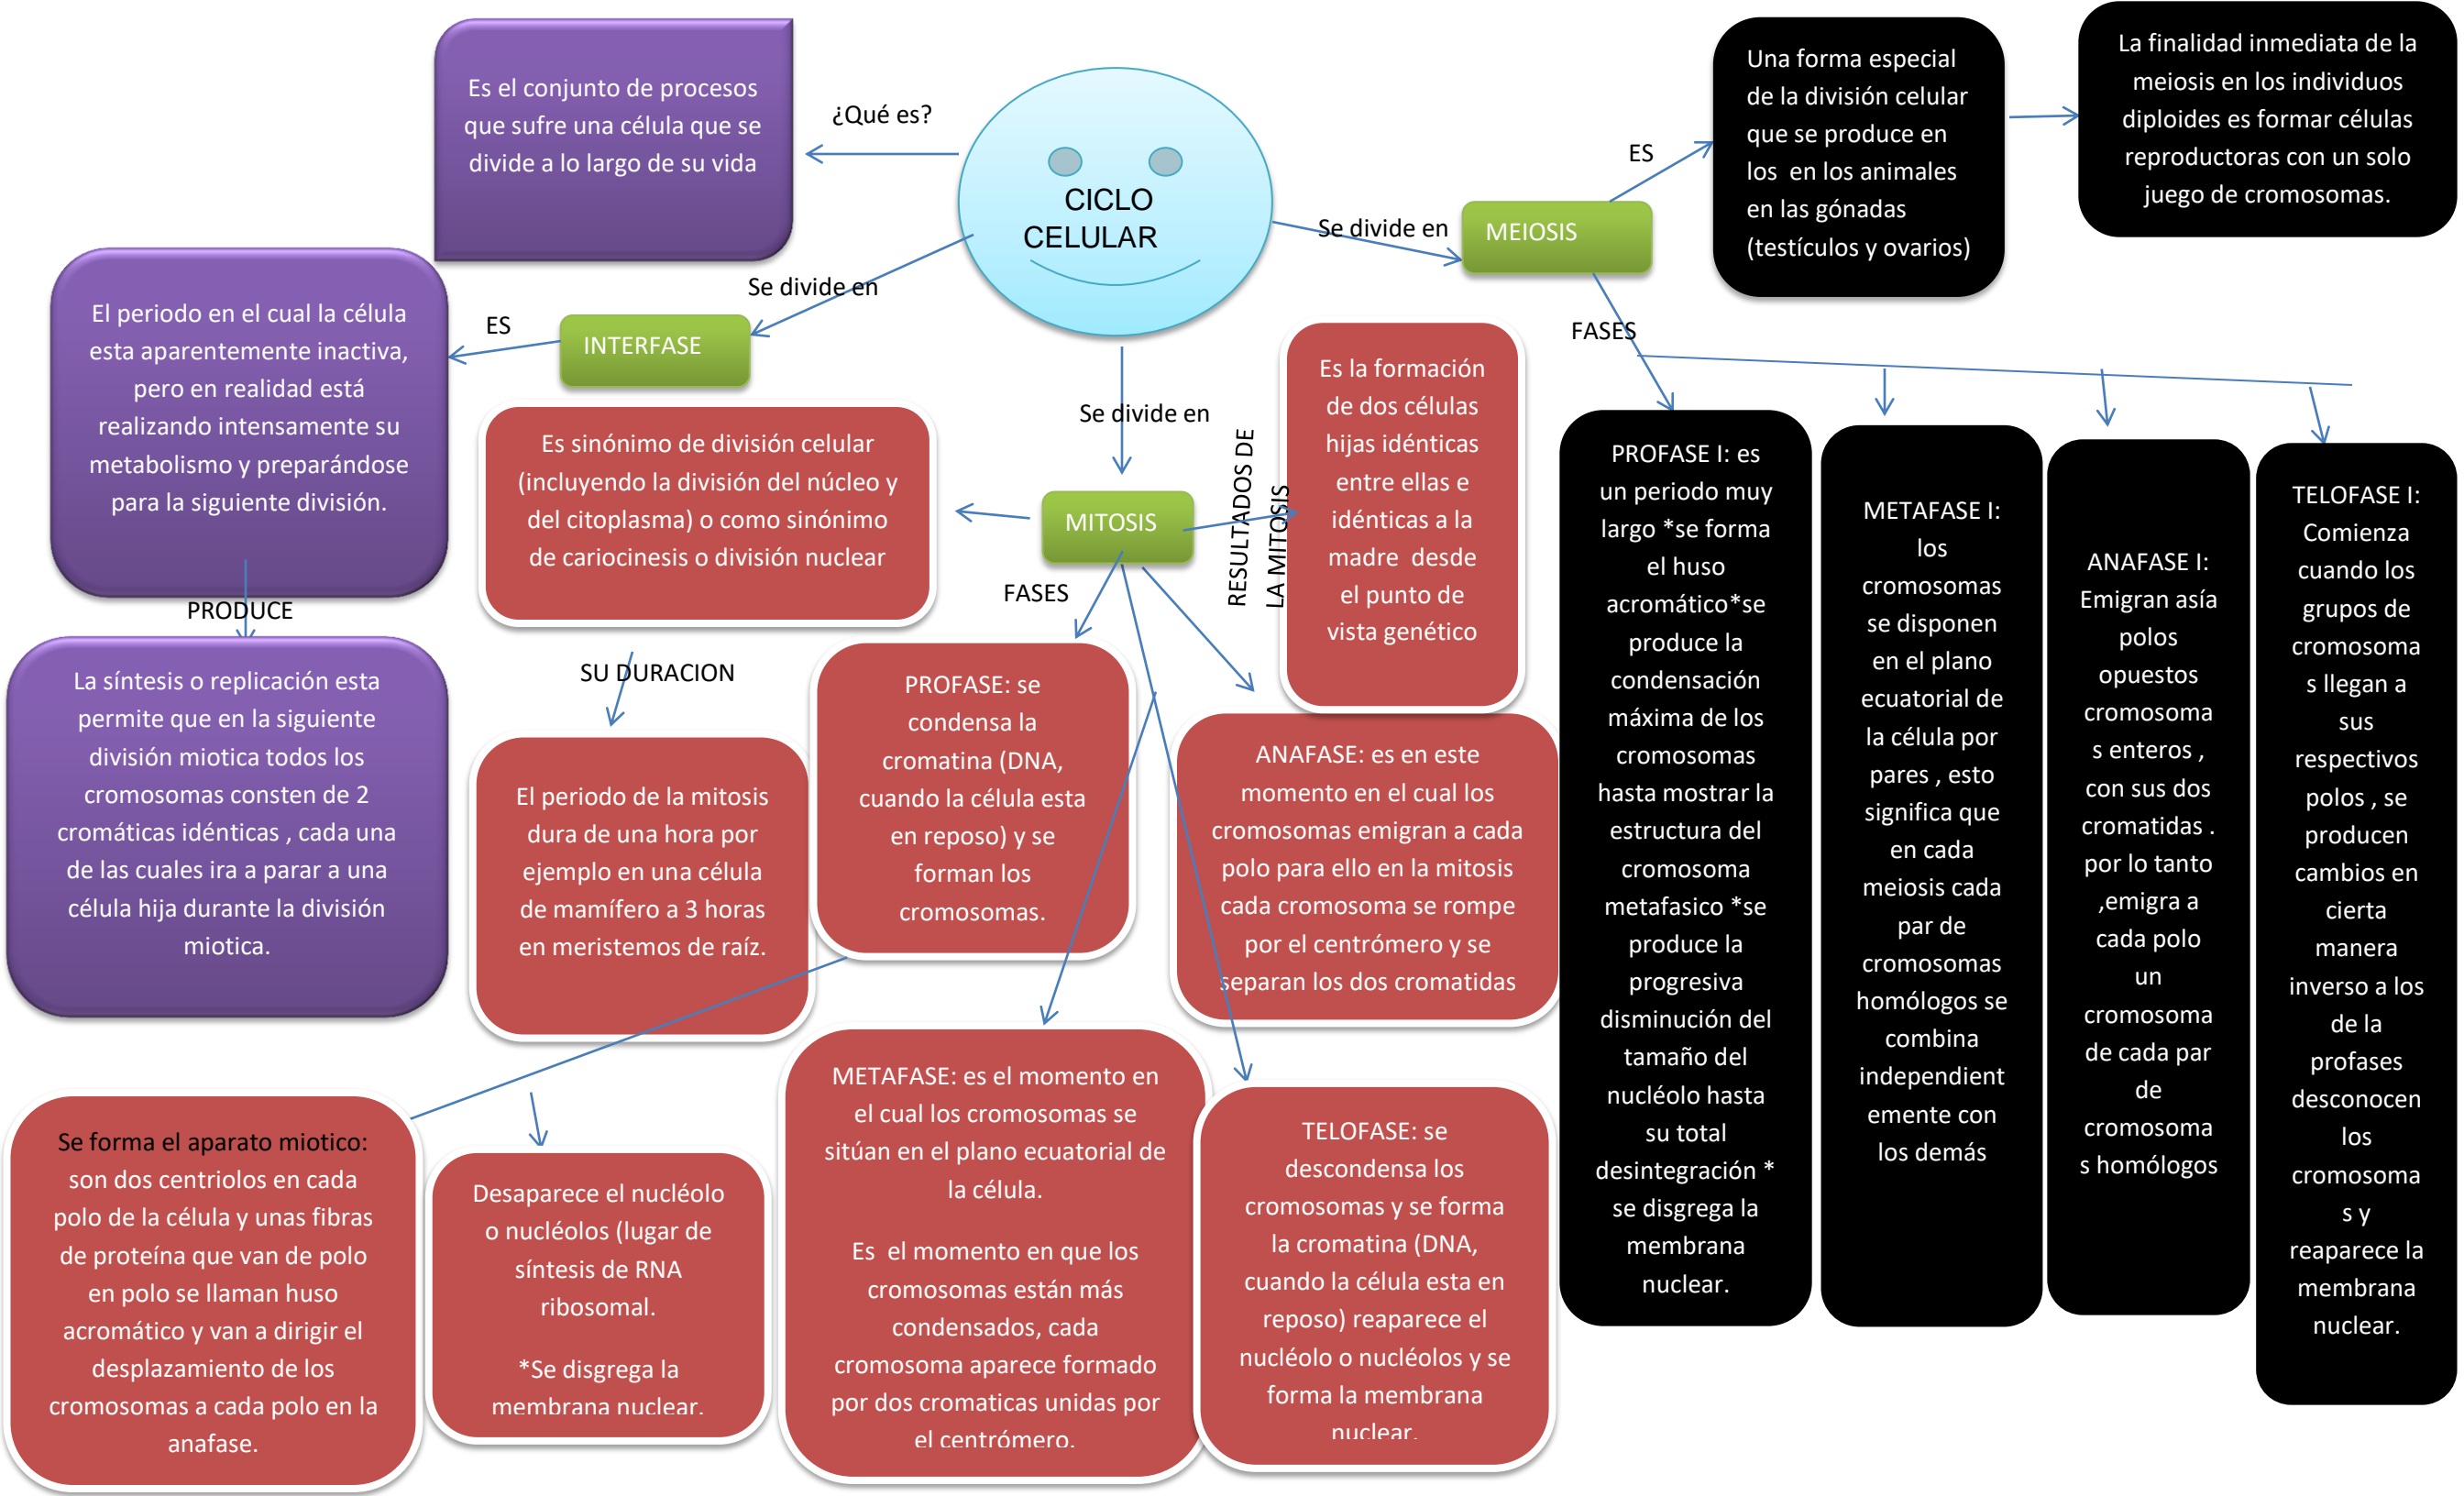 CICLO
CELULAR
¿Qué es?
Es el conjunto de procesos
que sufre una célula que se
divide a lo largo de su vida
Se divide en
INTERFASE
ES
El periodo en el cual la célula
esta aparentemente inactiva,
pero en realidad está
realizando intensamente su
metabolismo y preparándose
para la siguiente división.
PRODUCE
La síntesis o replicación esta
permite que en la siguiente
división miotica todos los
cromosomas consten de 2
cromáticas idénticas , cada una
de las cuales ira a parar a una
célula hija durante la división
miotica.
Se divide en
MITOSIS
Es sinónimo de división celular
(incluyendo la división del núcleo y
del citoplasma) o como sinónimo
de cariocinesis o división nuclear
SU DURACION
El periodo de la mitosis
dura de una hora por
ejemplo en una célula
de mamífero a 3 horas
en meristemos de raíz.
RESULTADOS DE
LA MITOSIS
Es la formación
de dos células
hijas idénticas
entre ellas e
idénticas a la
madre  desde
el punto de
vista genético
FASES
PROFASE: se
condensa la
cromatina (DNA,
cuando la célula esta
en reposo) y se
forman los
cromosomas.
Se forma el aparato miotico:
son dos centriolos en cada
polo de la célula y unas fibras
de proteína que van de polo
en polo se llaman huso
acromático y van a dirigir el
desplazamiento de los
cromosomas a cada polo en la
anafase.
Desaparece el nucléolo
o nucléolos (lugar de
síntesis de RNA
ribosomal.
*Se disgrega la
membrana nuclear.
METAFASE: es el momento en
el cual los cromosomas se
sitúan en el plano ecuatorial de
la célula.
Es  el momento en que los
cromosomas están más
condensados, cada
cromosoma aparece formado
por dos cromaticas unidas por
el centrómero.
ANAFASE: es en este
momento en el cual los
cromosomas emigran a cada
polo para ello en la mitosis
cada cromosoma se rompe
por el centrómero y se
separan los dos cromatidas
TELOFASE: se
descondensa los
cromosomas y se forma
la cromatina (DNA,
cuando la célula esta en
reposo) reaparece el
nucléolo o nucléolos y se
forma la membrana
nuclear.
Se divide en
MEIOSIS
ES
Una forma especial
de la división celular
que se produce en
los  en los animales
en las gónadas
(testículos y ovarios)
La finalidad inmediata de la
meiosis en los individuos
diploides es formar células
reproductoras con un solo
juego de cromosomas.
FASES
PROFASE I: es
un periodo muy
largo *se forma
el huso
acromático*se
produce la
condensación
máxima de los
cromosomas
hasta mostrar la
estructura del
cromosoma
metafasico *se
produce la
progresiva
disminución del
tamaño del
nucléolo hasta
su total
desintegración *
se disgrega la
membrana
nuclear.
METAFASE I:
los
cromosomas
se disponen
en el plano
ecuatorial de
la célula por
pares , esto
significa que
en cada
meiosis cada
par de
cromosomas
homólogos se
combina
independient
emente con
los demás
ANAFASE I:
Emigran asía
polos
opuestos
cromosoma
s enteros ,
con sus dos
cromatidas .
por lo tanto
,emigra a
cada polo
un
cromosoma
de cada par
de
cromosoma
s homólogos
TELOFASE I:
Comienza
cuando los
grupos de
cromosoma
s llegan a
sus
respectivos
polos , se
producen
cambios en
cierta
manera
inverso a los
de la
profases
desconocen
los
cromosoma
s y
reaparece la
membrana
nuclear.